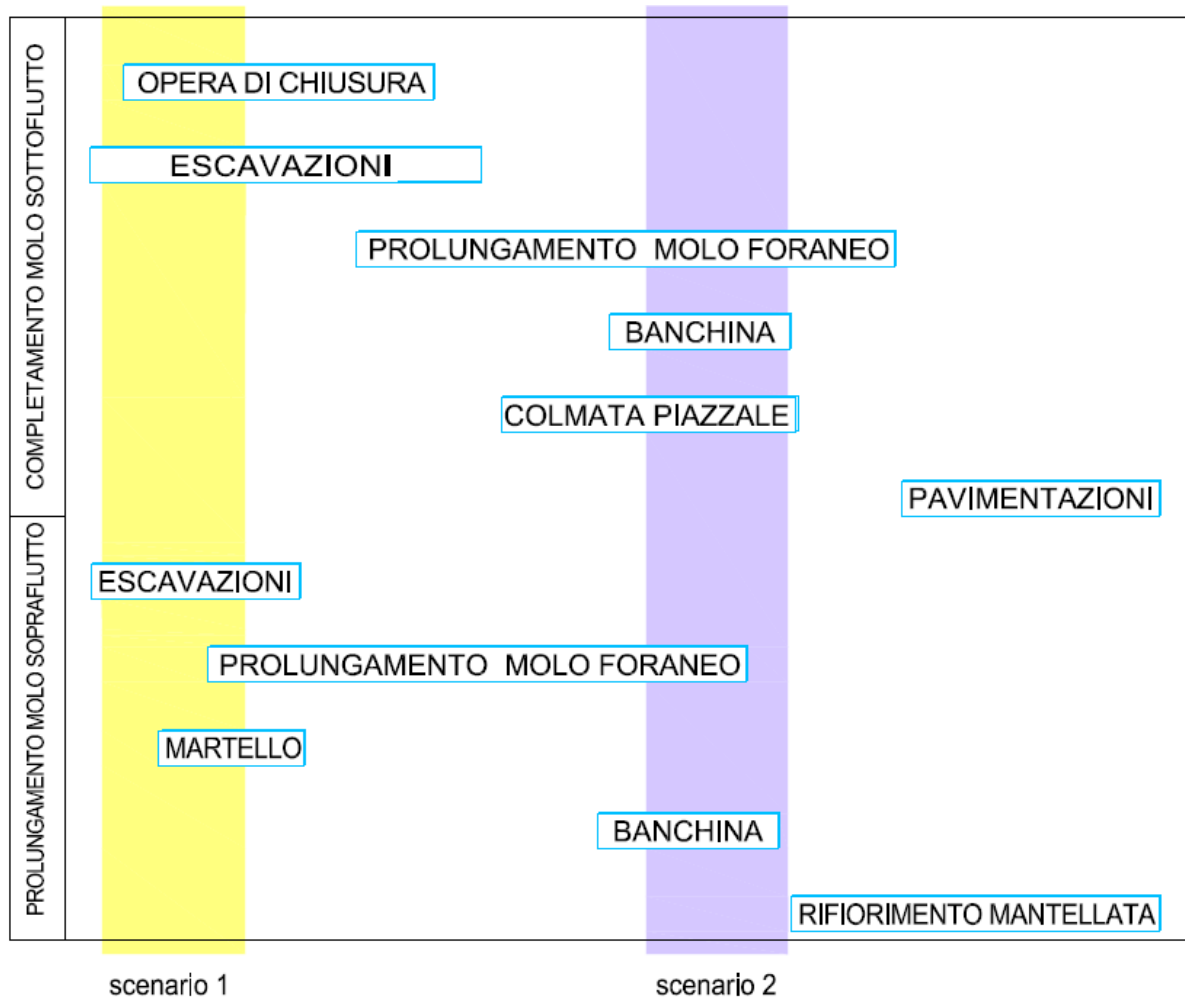 COMPLETAMENTO MOLO SOTTOFLUTTO
OPERA DI CHIUSURA
ESCAVAZIONI
PROLUNGAMENTO MOLO FORANEO
BANCHINA
COLMATA PIAZZALE
PAVIMENTAZIONI
PROLUNGAMENTO MOLO SOPRAFLUTTO
ESCAVAZIONI
PROLUNGAMENTO MOLO FORANEO
MARTELLO
BANCHINA
RIFIORIMENTO MANTELLATA
scenario 1
scenario 2